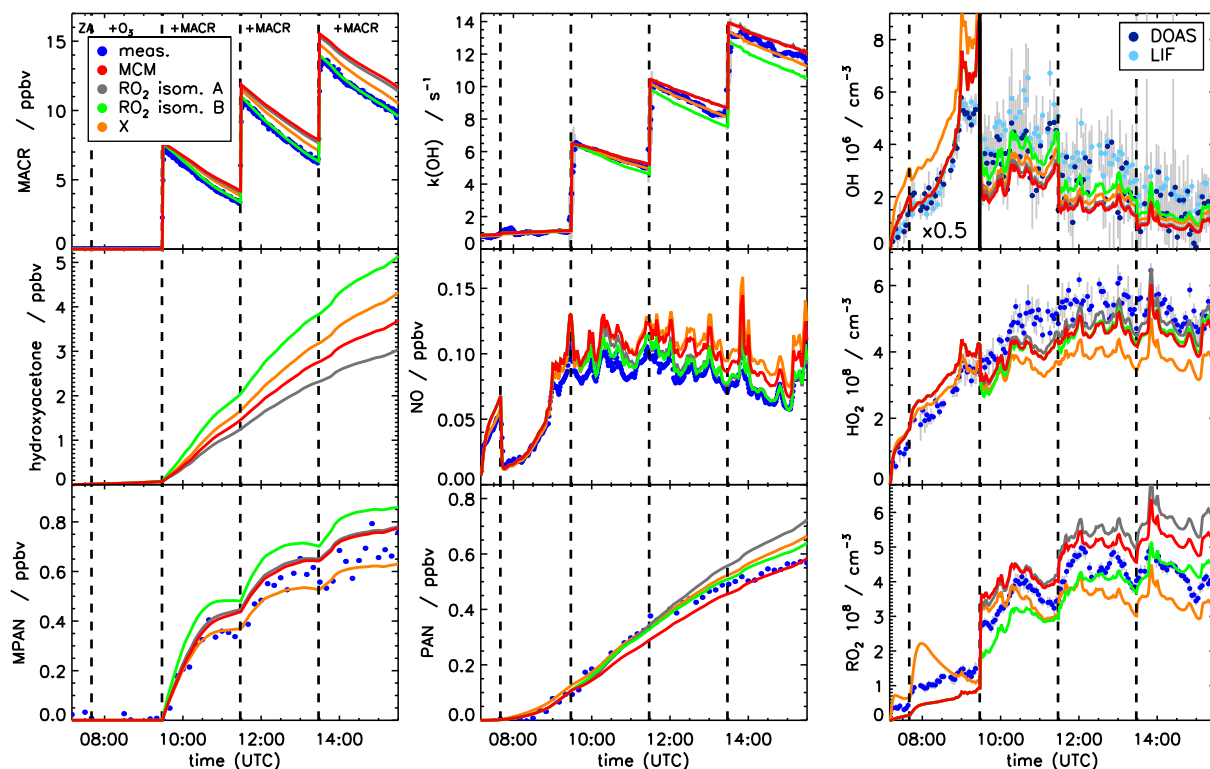 ZA +O3 +MACR +MACR +MACR
meas.
MCM
RO2 isom. A
RO2 isom. B
X
MACR / ppbv
15
10
5
0
k(OH) / s-1
14
12
10
8
6
4
2
0
DOAS
LIF
OH 10^6 / cm-3
8
6
4
2
0
x0.5
hydroxyacetone / ppbv
5
4
3
2
1
0
NO / ppbv
0.15
0.10
0.05
0.00
HO2 10^8 / cm-3
6
4
2
0
MPAN / ppbv
0.8
0.6
0.4
0.2
0.0
08:00 10:00 12:00 14:00
time (UTC)
PAN / ppbv
0.8
0.6
0.4
0.2
0.0
08:00 10:00 12:00 14:00
time (UTC)
RO2 10^8 / cm-3
6
5
4
3
2
1
0
08:00 10:00 12:00 14:00
time (UTC)